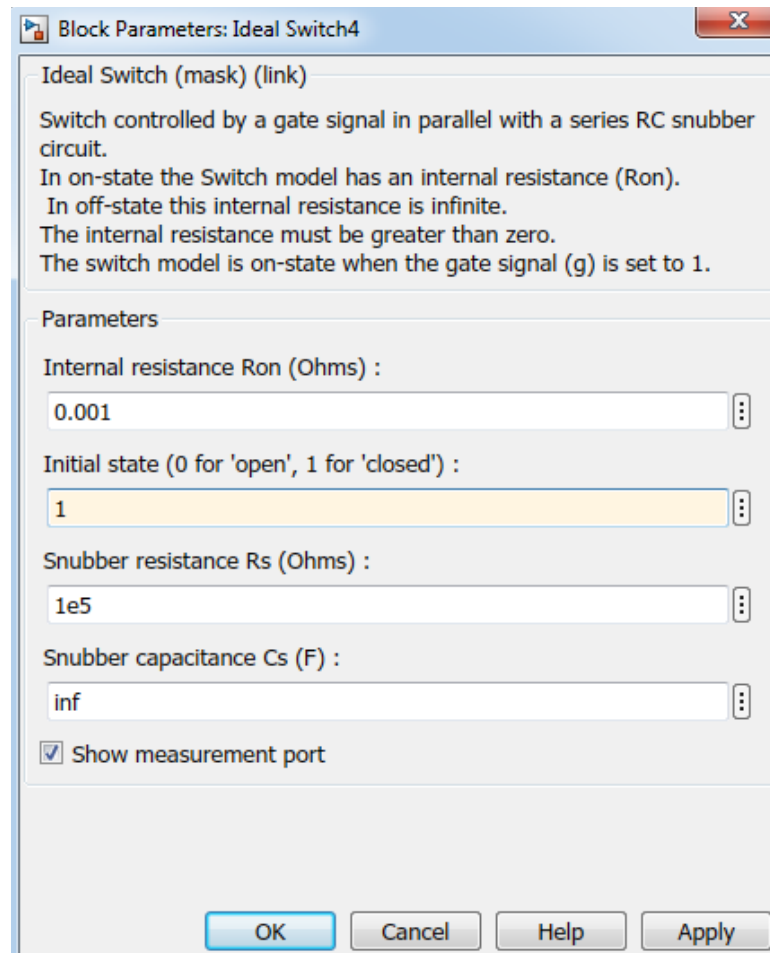 Block Parameters: Ideal Switch4
Ideal Switch (mask) (link)
Switch controlled by a gate signal in parallel with a series RC snubber
circuit.
In on-state the Switch model has an internal resistance (Ron).
In off-state this internal resistance is infinite.
The internal resistance must be greater than zero.
The switch model is on-state when the gate signal (g) is set to 1.
Parameters
Internal resistance Ron (Ohms) :
0.001
Initial state (0 for 'open', 1 for 'closed') :
1
Snubber resistance Rs (Ohms) :
1e5
Snubber capacitance Cs (F) :
inf
Show measurement port
OK Cancel Help Apply